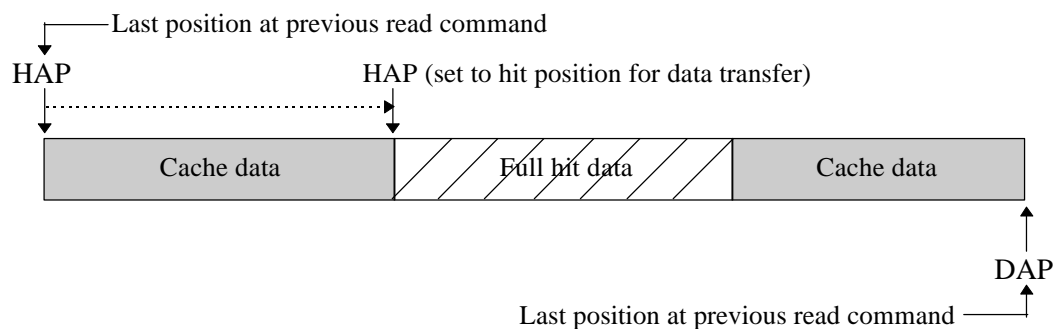 Last position at previous read command
HAP
HAP (set to hit position for data transfer)
Cache data
Full hit data
Cache data
DAP
Last position at previous read command